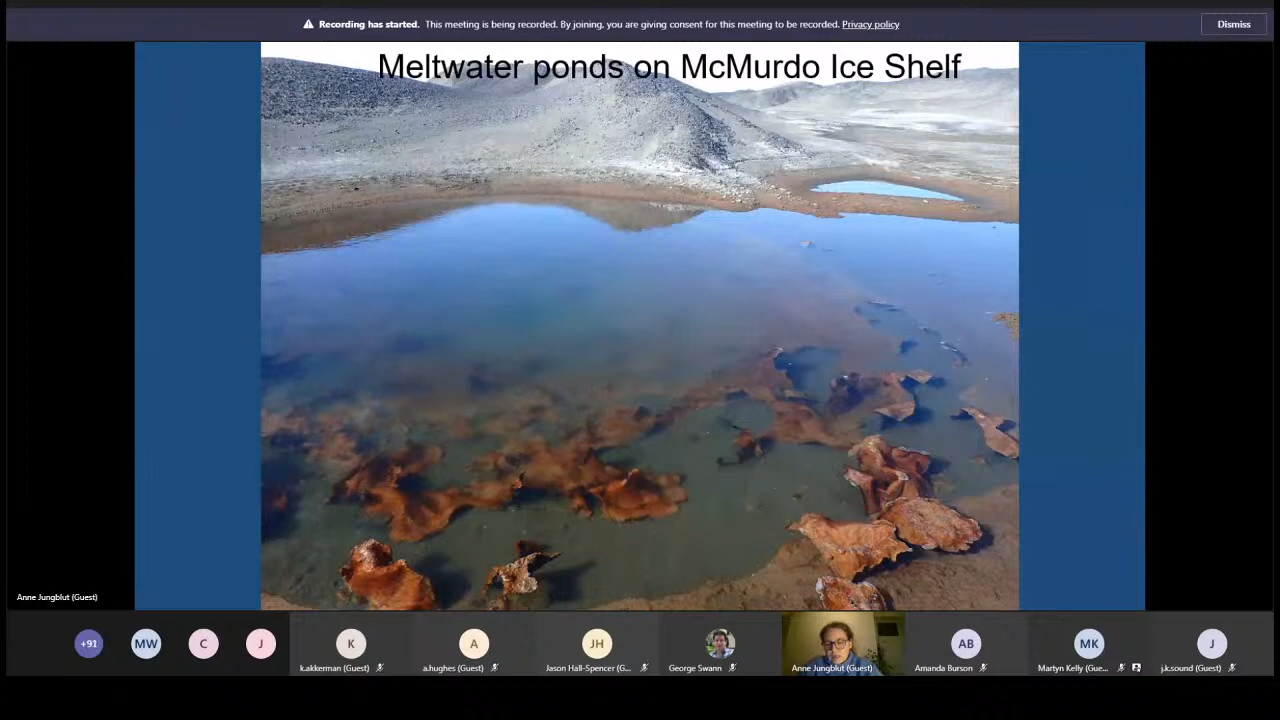 Recording has started. This meeting is being recorded. By joining, you are giving consent for this meeting to be recorded. Privacy policy
Dismiss
Meltwater ponds on McMurdo Ice Shelf
Anne Jungblut (Guest)
+91
MW
C
J
K
A
JH
AB
MK
J
k.akkerman (Guest)
a.hughes (Guest)
Jason Hall-Spencer (G...
George Swann
Anne Jungblut (Guest)
Amanda Burson
Martyn Kelly (Gue...
j.k.sound (Guest)